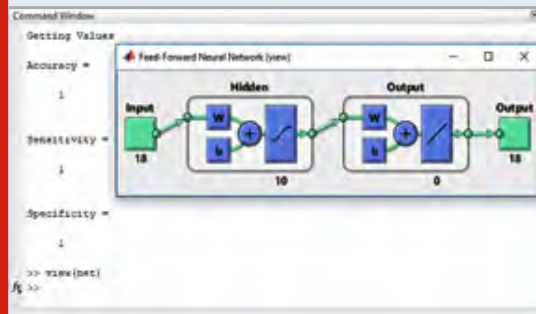 Command Window
Getting Values
Accuracy =
1
Sensitivity =
1
Specificity =
1
>> view(net)
fx >>
Feed-Forward Neural Network (view)
Hidden
Output
Input
W
b
+
W
b
+
Output
18
10
0
18